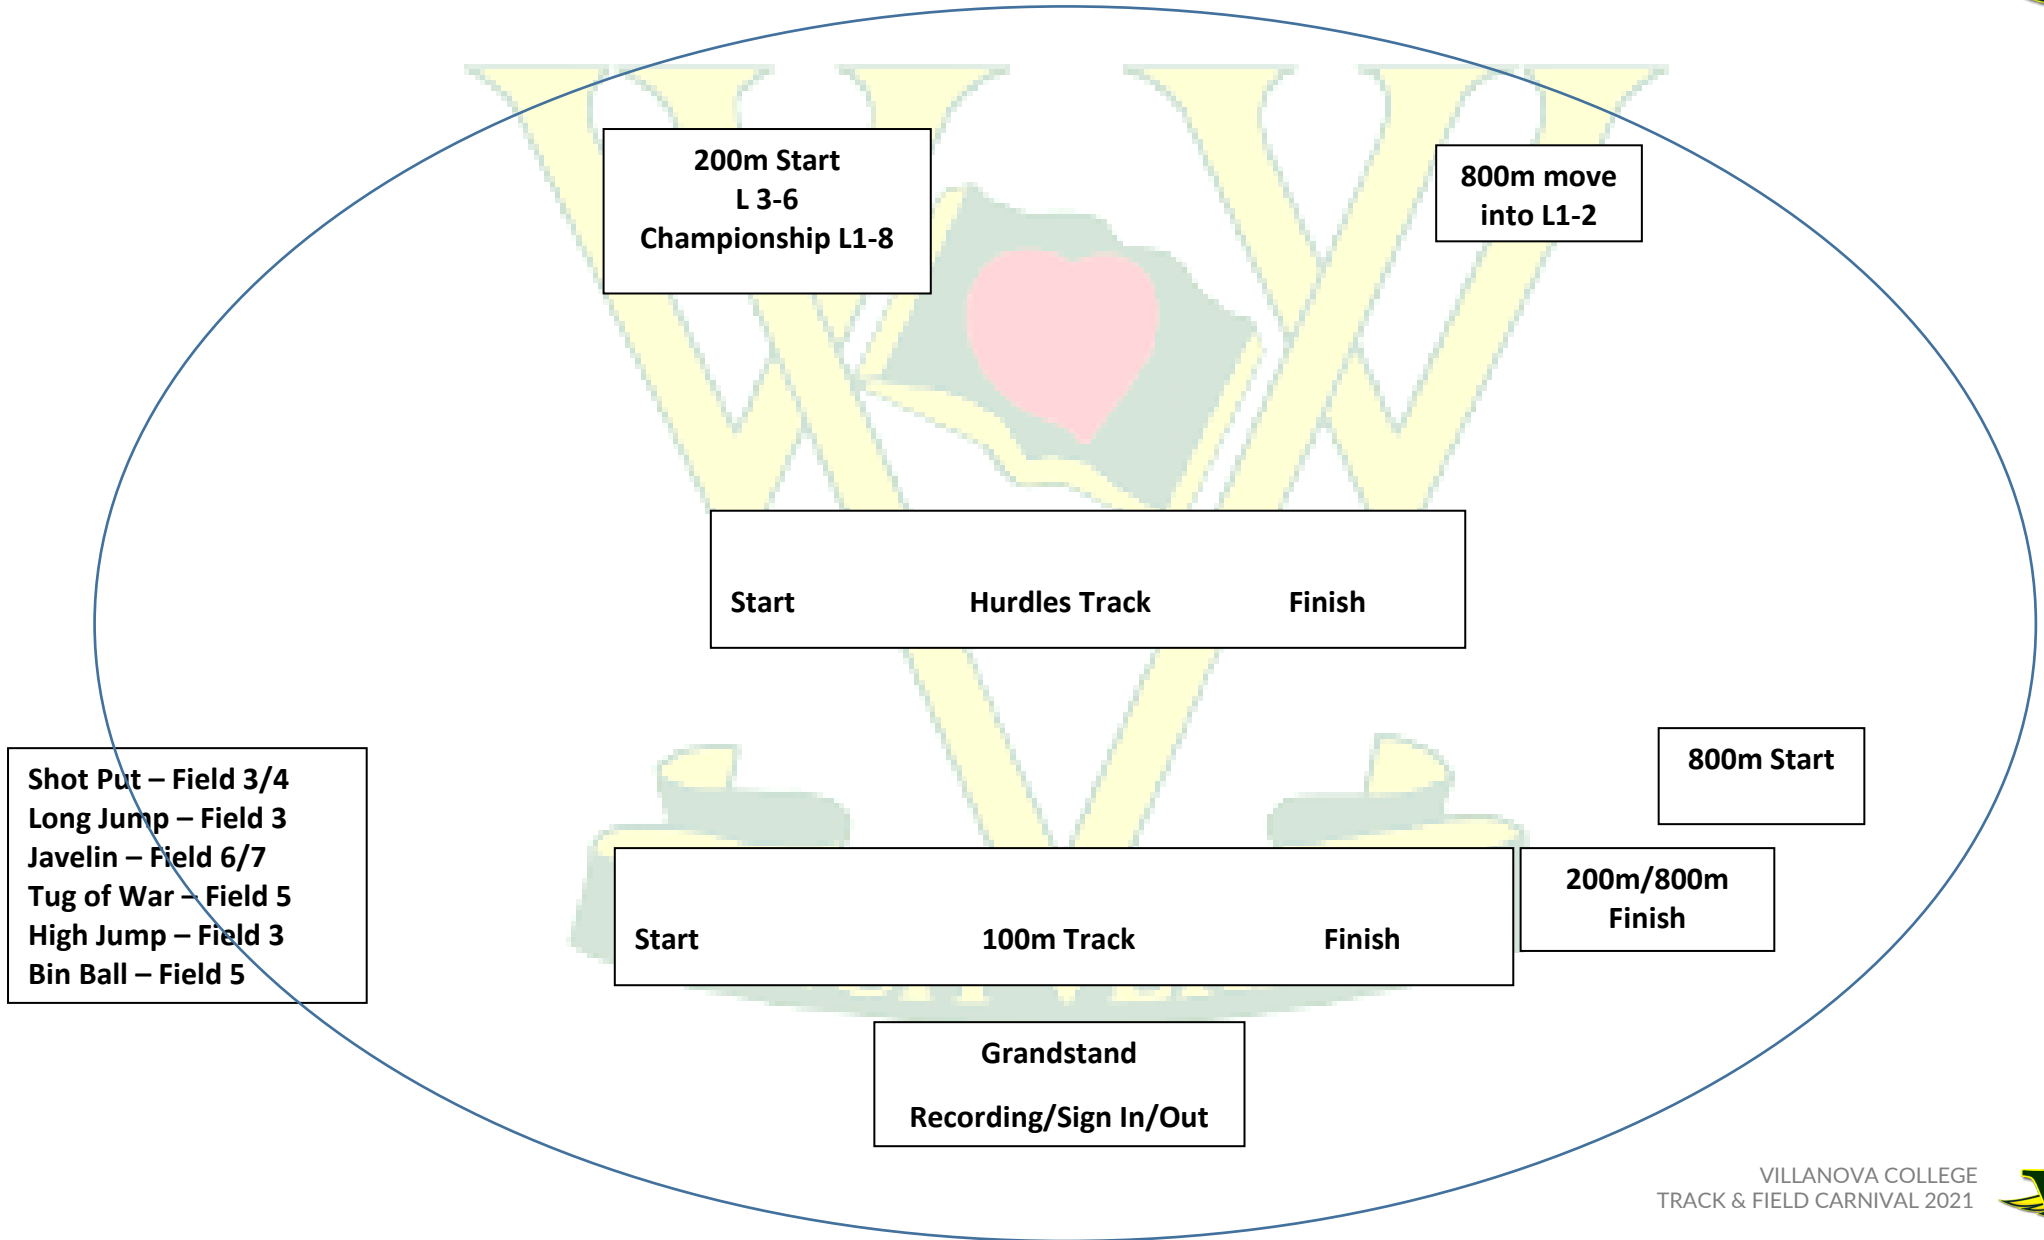 200m Start
L 3-6
Championship L1-8
800m move
into L1-2
Start Hurdles Track Finish
800m Start
Shot Put – Field 3/4
Long Jump – Field 3
Javelin – Field 6/7
Tug of War – Field 5
High Jump – Field 3
Bin Ball – Field 5
Start 100m Track Finish
200m/800m
Finish
Grandstand
Recording/Sign In/Out
VILLANOVA COLLEGE
TRACK & FIELD CARNIVAL 2021